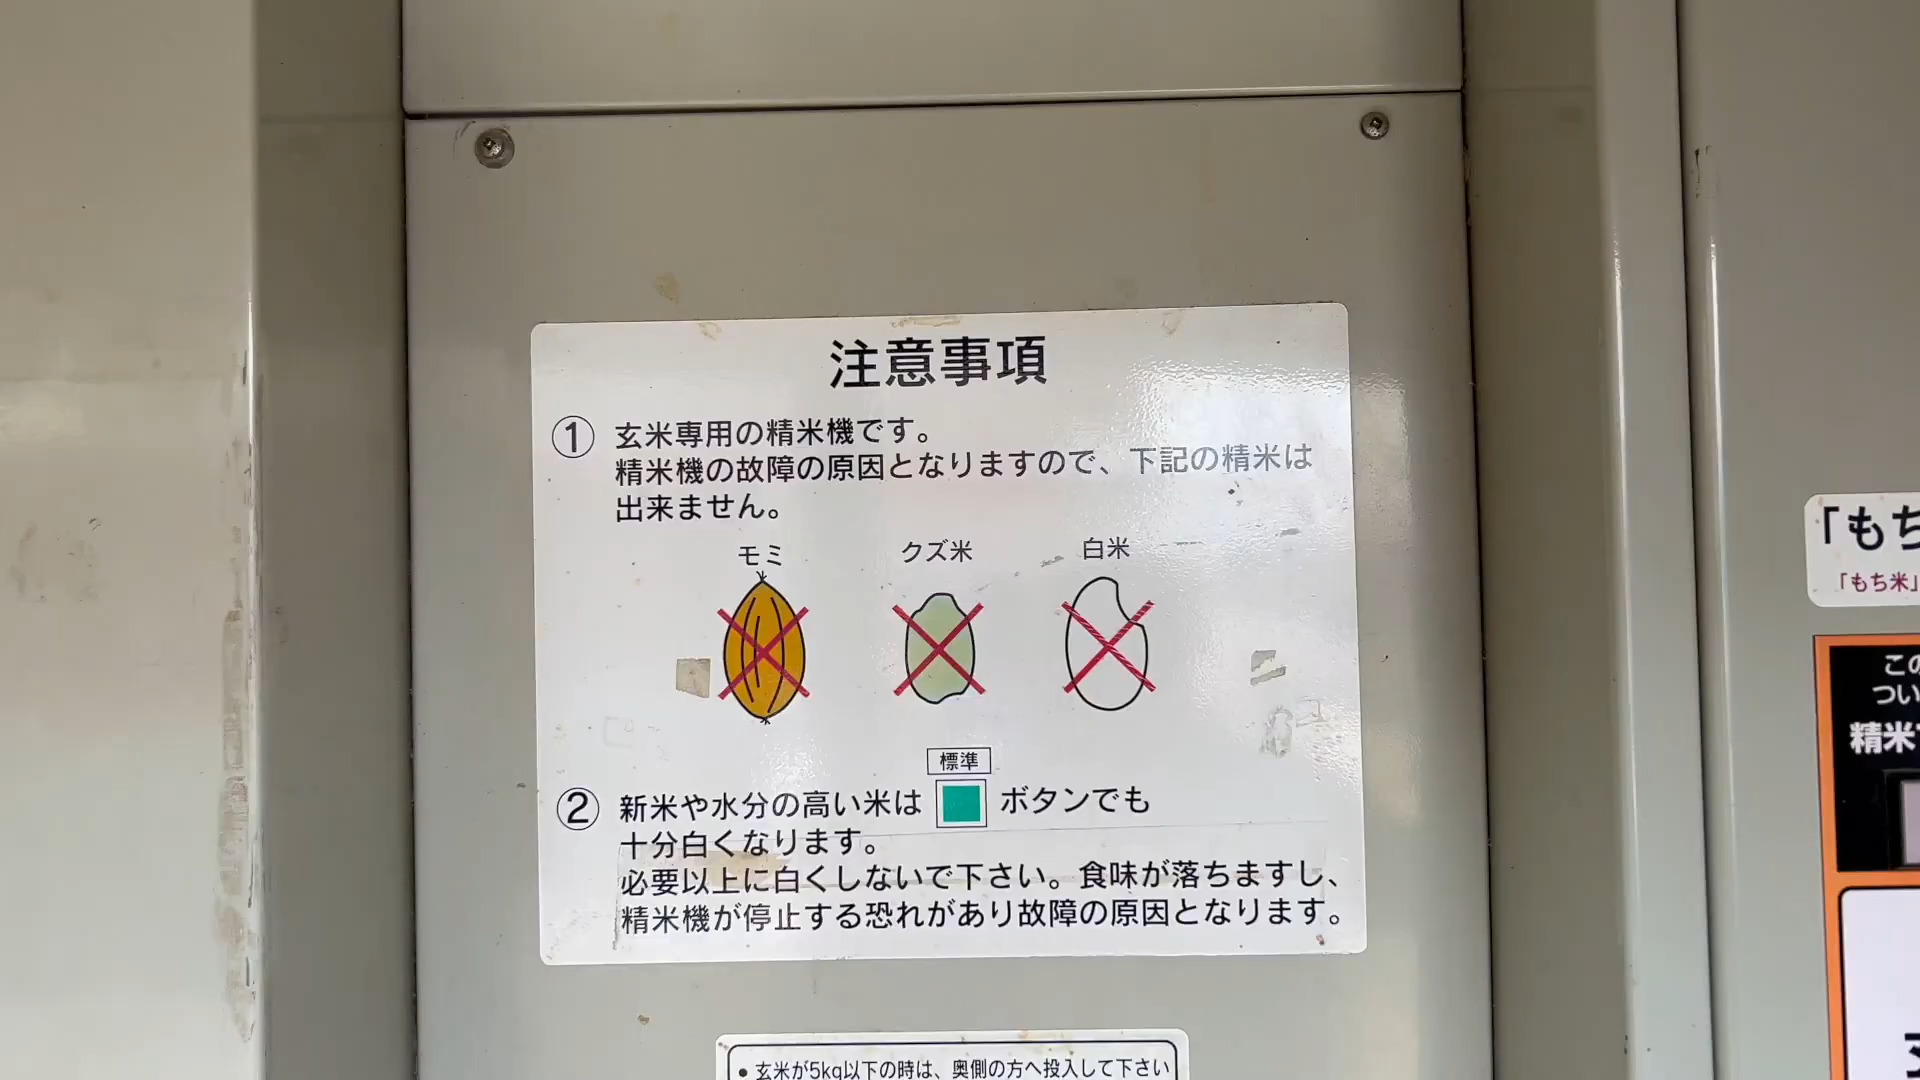 注意事項
① 玄米専用の精米機です。
精米機の故障の原因となりますので、下記の精米は
出来ません。
モミ クズ米 白米
標準
② 新米や水分の高い米は ボタンでも
十分白くなります。
必要以上に白くしないで下さい。食味が落ちますし、
精米機が停止する恐れがあり故障の原因となります。
• 玄米が5kg以下の時は、奥側の方へ投入して下さい
「もち
「もち米」
この
つい
精米